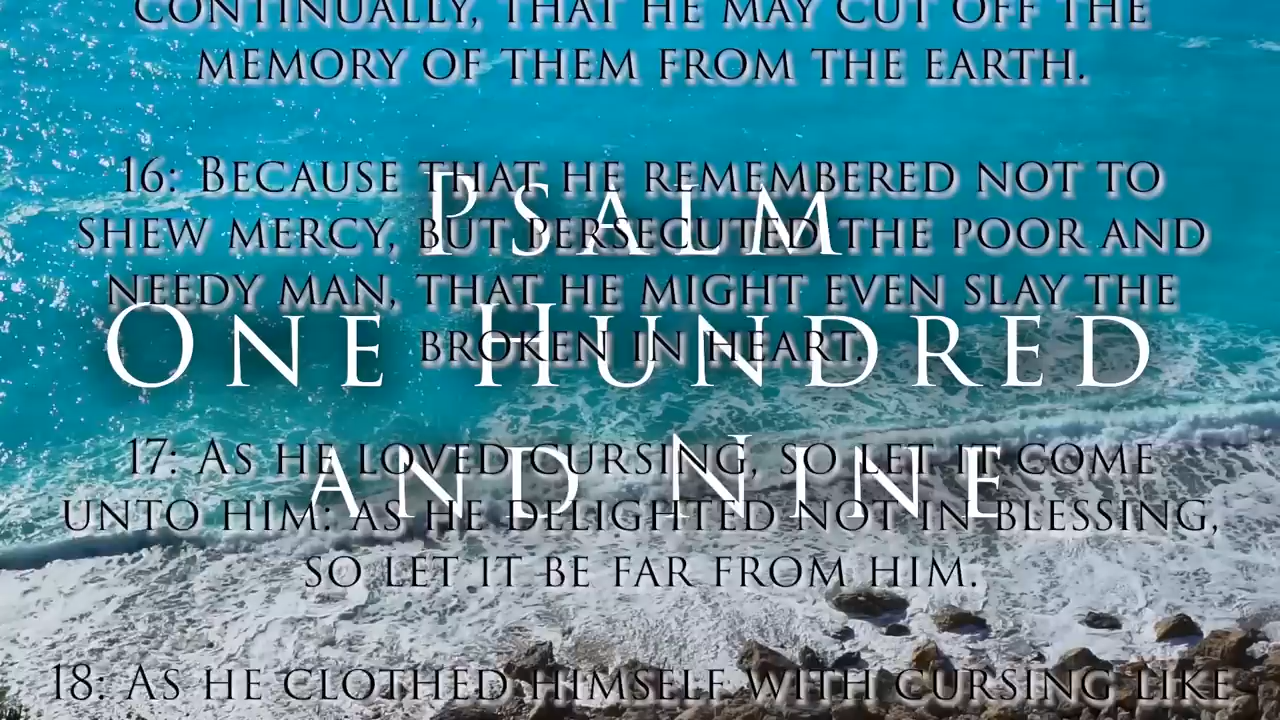 CONTINUALLY, THAT HE MAY CUT OFF THE
MEMORY OF THEM FROM THE EARTH.
16: BECAUSE THAT HE REMEMBERED NOT TO
SHEW MERCY, BUT PERSECUTED THE POOR AND
NEEDY MAN, THAT HE MIGHT EVEN SLAY THE
BROKEN IN HEART.
17: AS HE LOVED CURSING, SO LET IT COME
UNTO HIM: AS HE DELIGHTED NOT IN BLESSING,
SO LET IT BE FAR FROM HIM.
18: AS HE CLOTHED HIMSELF WITH CURSING LIKE
PSALM
ONE HUNDRED
AND NINE